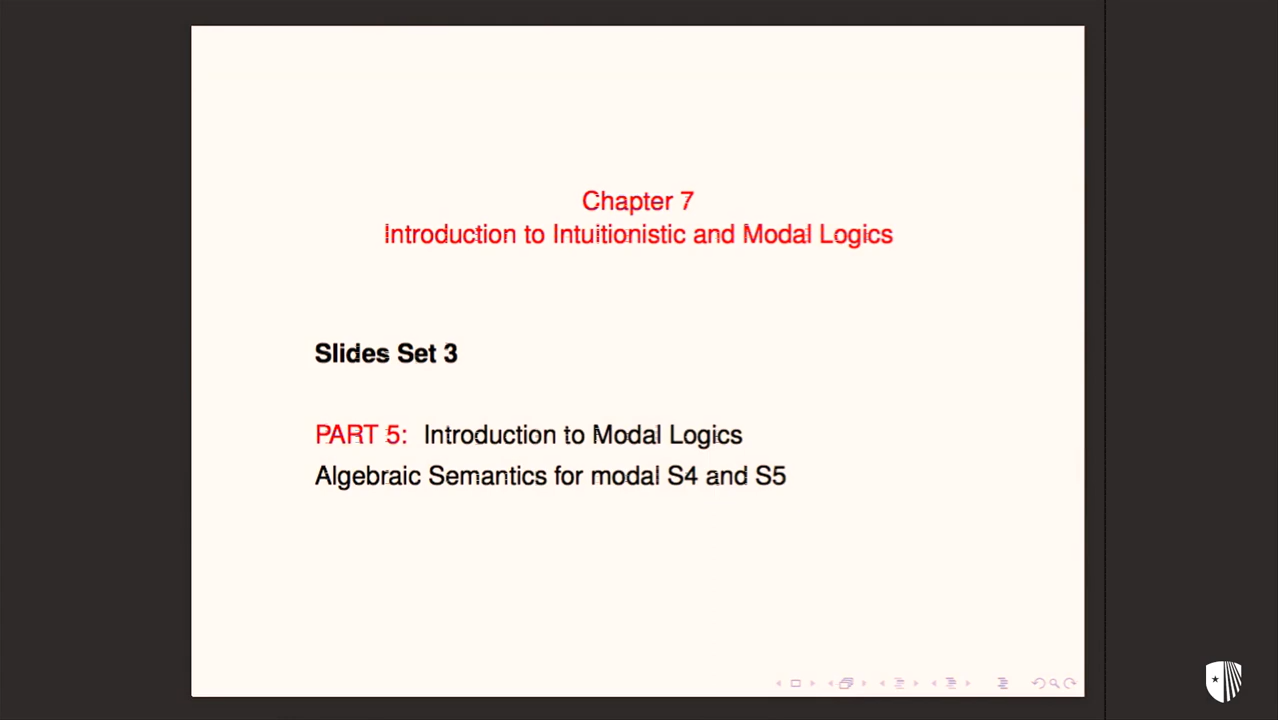 Chapter 7
Introduction to Intuitionistic and Modal Logics
Slides Set 3
PART 5: Introduction to Modal Logics
Algebraic Semantics for modal S4 and S5